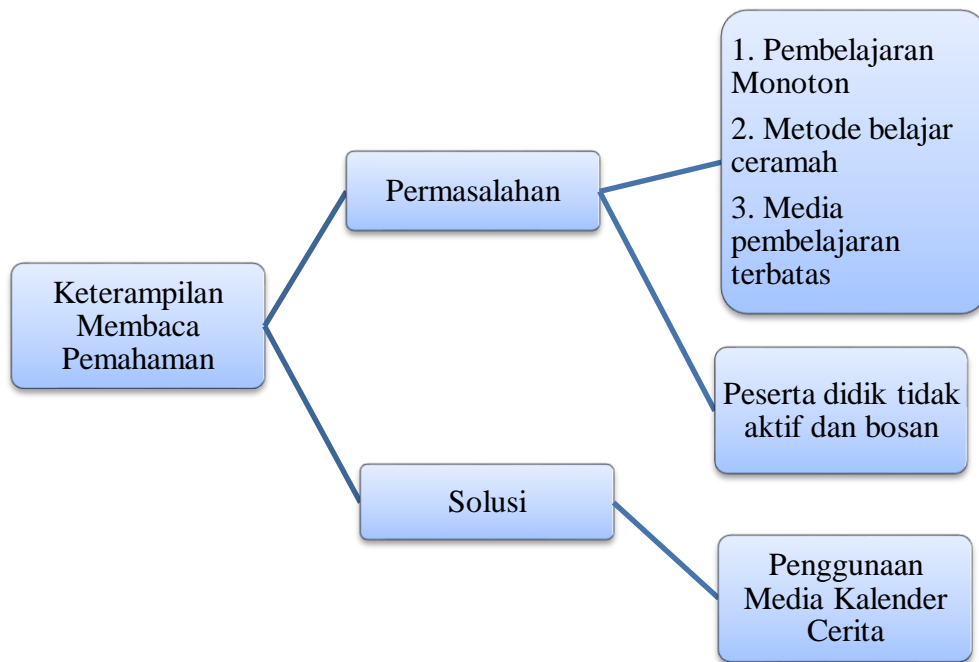 Keterampilan
Membaca
Pemahaman
Permasalahan
1. Pembelajaran
Monoton
2. Metode belajar
ceramah
3. Media
pembelajaran
terbatas
Peserta didik tidak
aktif dan bosan
Solusi
Penggunaan
Media Kalender
Cerita